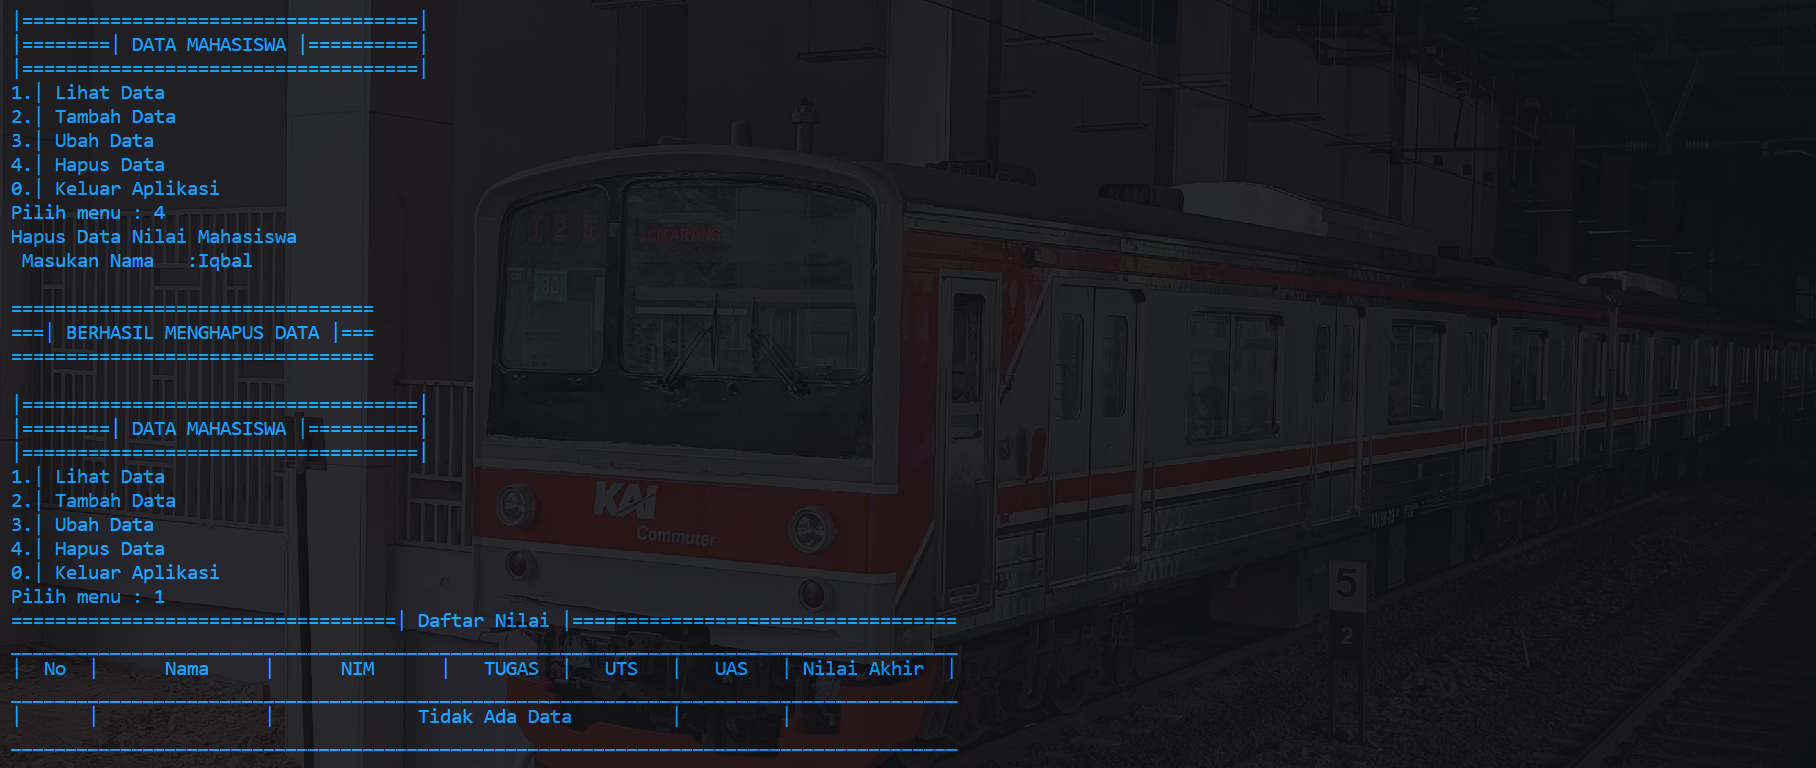 |====================================|
|========| DATA MAHASISWA |==========|
|====================================|
1.| Lihat Data
2.| Tambah Data
3.| Ubah Data
4.| Hapus Data
0.| Keluar Aplikasi
Pilih menu : 4
Hapus Data Nilai Mahasiswa
 Masukan Nama   :Iqbal
=================================
===| BERHASIL MENGHAPUS DATA |===
=================================
|====================================|
|========| DATA MAHASISWA |==========|
|====================================|
1.| Lihat Data
2.| Tambah Data
3.| Ubah Data
4.| Hapus Data
0.| Keluar Aplikasi
Pilih menu : 1
===================================| Daftar Nilai |===================================
|  No  |      Nama     |      NIM      |   TUGAS  |   UTS   |   UAS   | Nilai Akhir  |
|      |               |             Tidak Ada Data         |         |
CIKARANG
30
KAI
Commuter
5
2